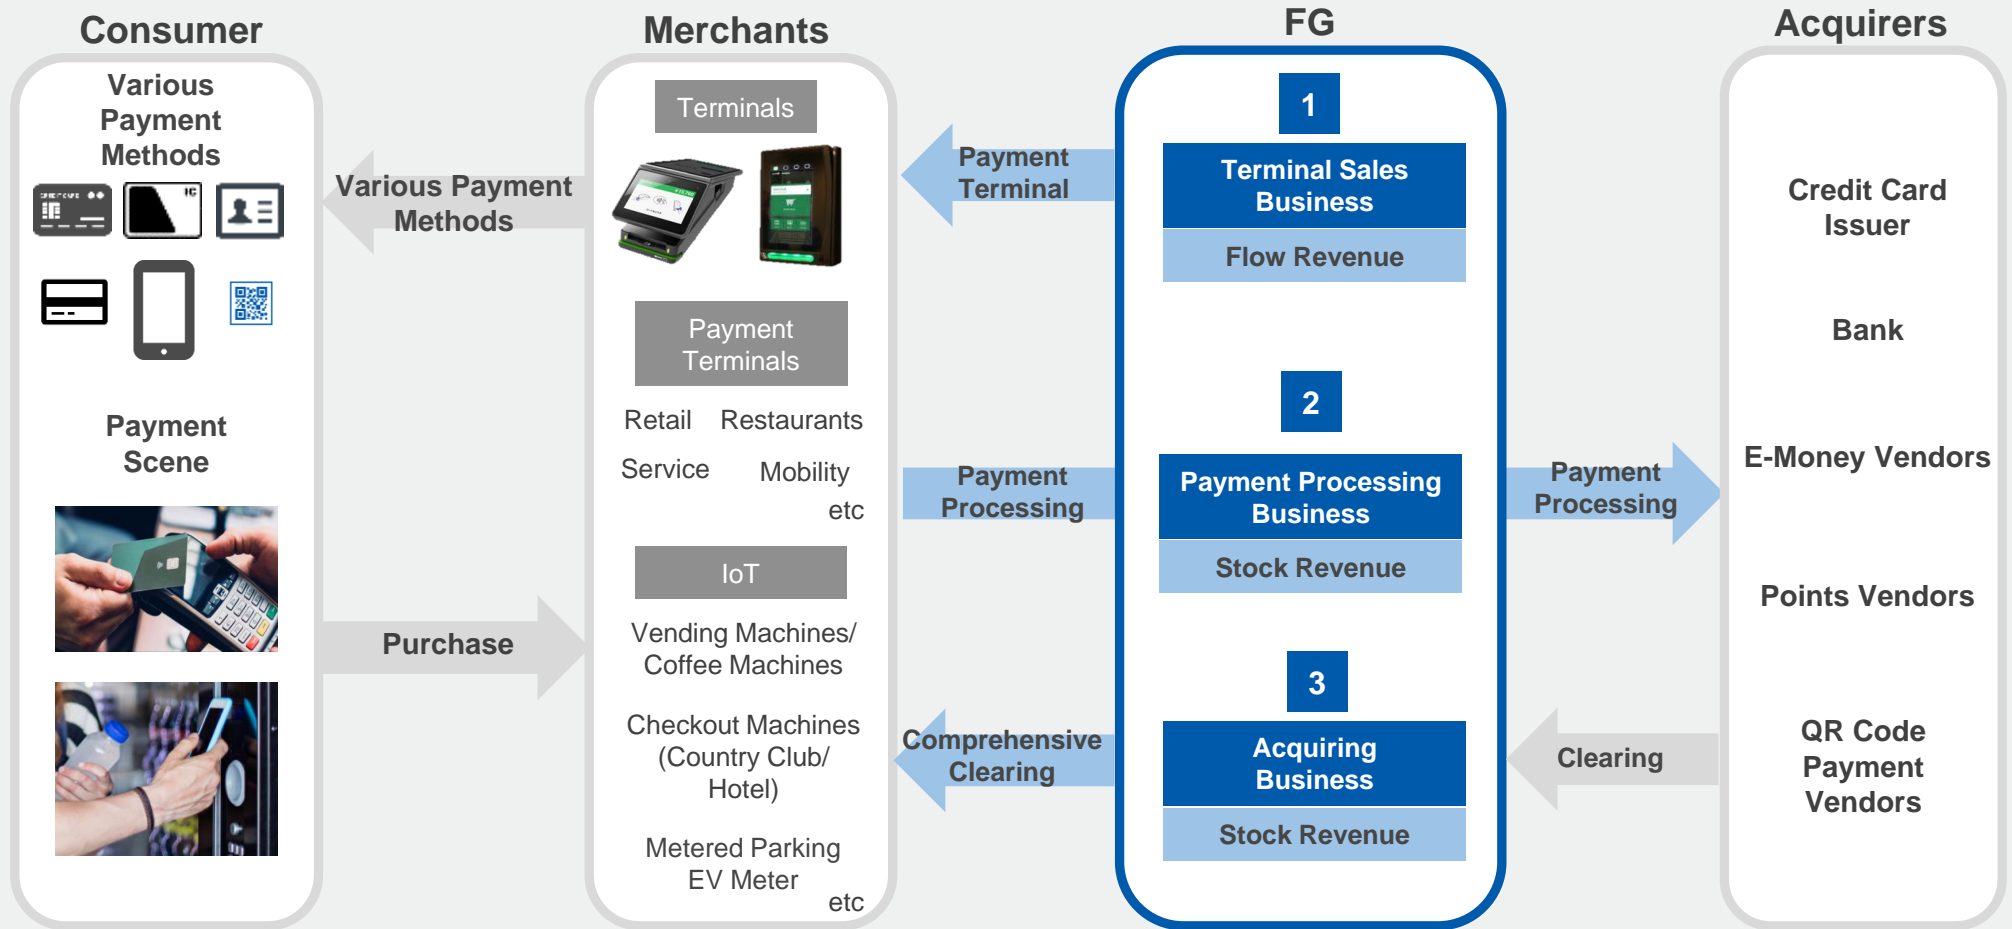 Consumer
Various
Payment
Methods
CREDIT CARD
IC
Payment
Scene
Various Payment
Methods
Purchase
Merchants
Terminals
Payment
Terminals
Retail Restaurants
Service Mobility
etc
IoT
Vending Machines/
Coffee Machines
Checkout Machines
(Country Club/
Hotel)
Metered Parking
EV Meter
etc
Payment
Terminal
Payment
Processing
Comprehensive
Clearing
FG
1
Terminal Sales
Business
Flow Revenue
2
Payment Processing
Business
Stock Revenue
3
Acquiring
Business
Stock Revenue
Payment
Processing
Clearing
Acquirers
Credit Card
Issuer
Bank
E-Money Vendors
Points Vendors
QR Code
Payment
Vendors